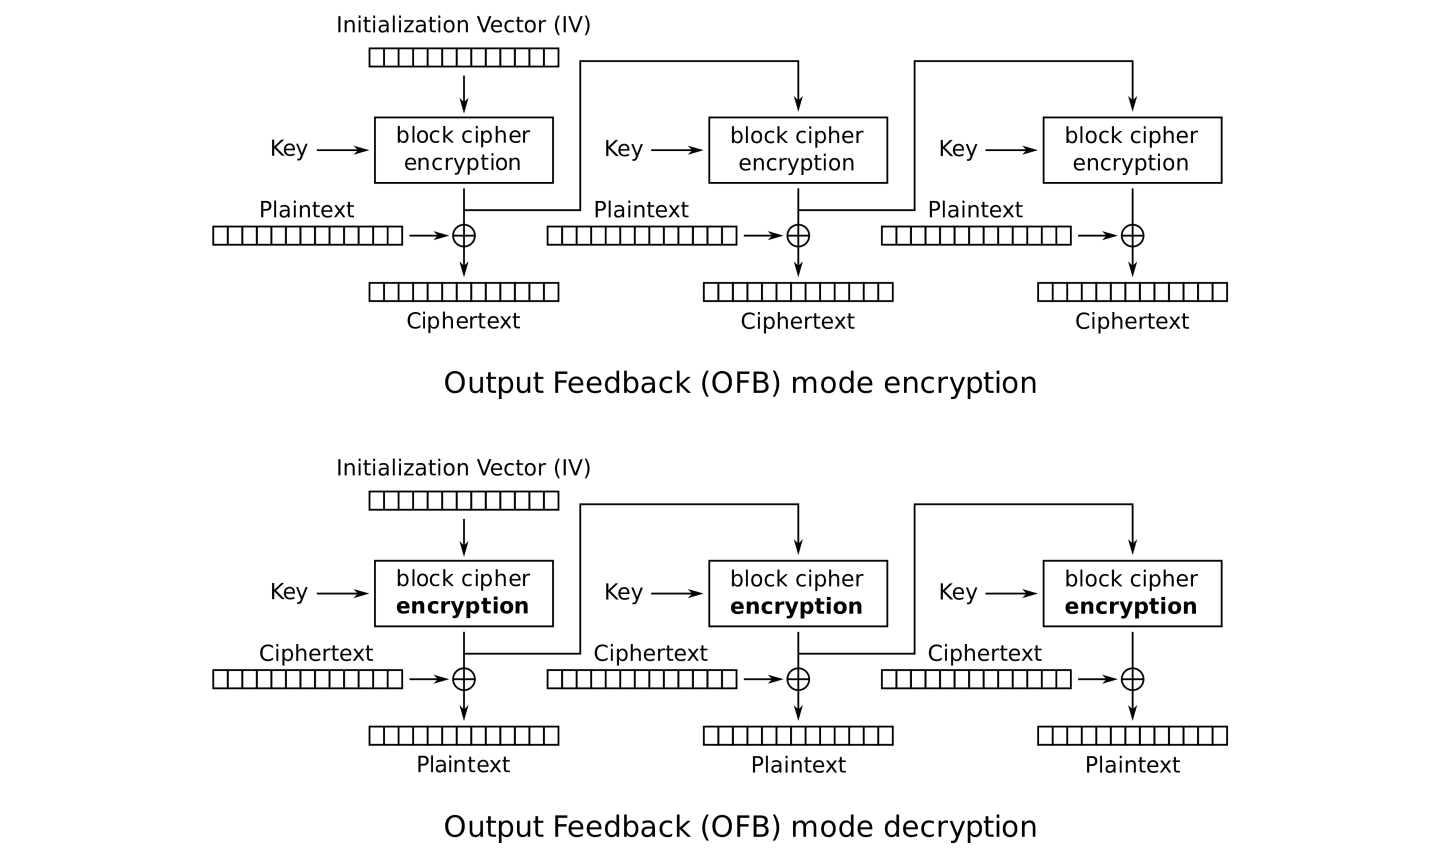 Initialization Vector (IV)
block cipher
encryption
Key
Plaintext
Ciphertext
block cipher
encryption
Key
Plaintext
Ciphertext
block cipher
encryption
Key
Plaintext
Ciphertext
Output Feedback (OFB) mode encryption
Initialization Vector (IV)
block cipher
encryption
Key
Ciphertext
Plaintext
block cipher
encryption
Key
Ciphertext
Plaintext
block cipher
encryption
Key
Ciphertext
Plaintext
Output Feedback (OFB) mode decryption